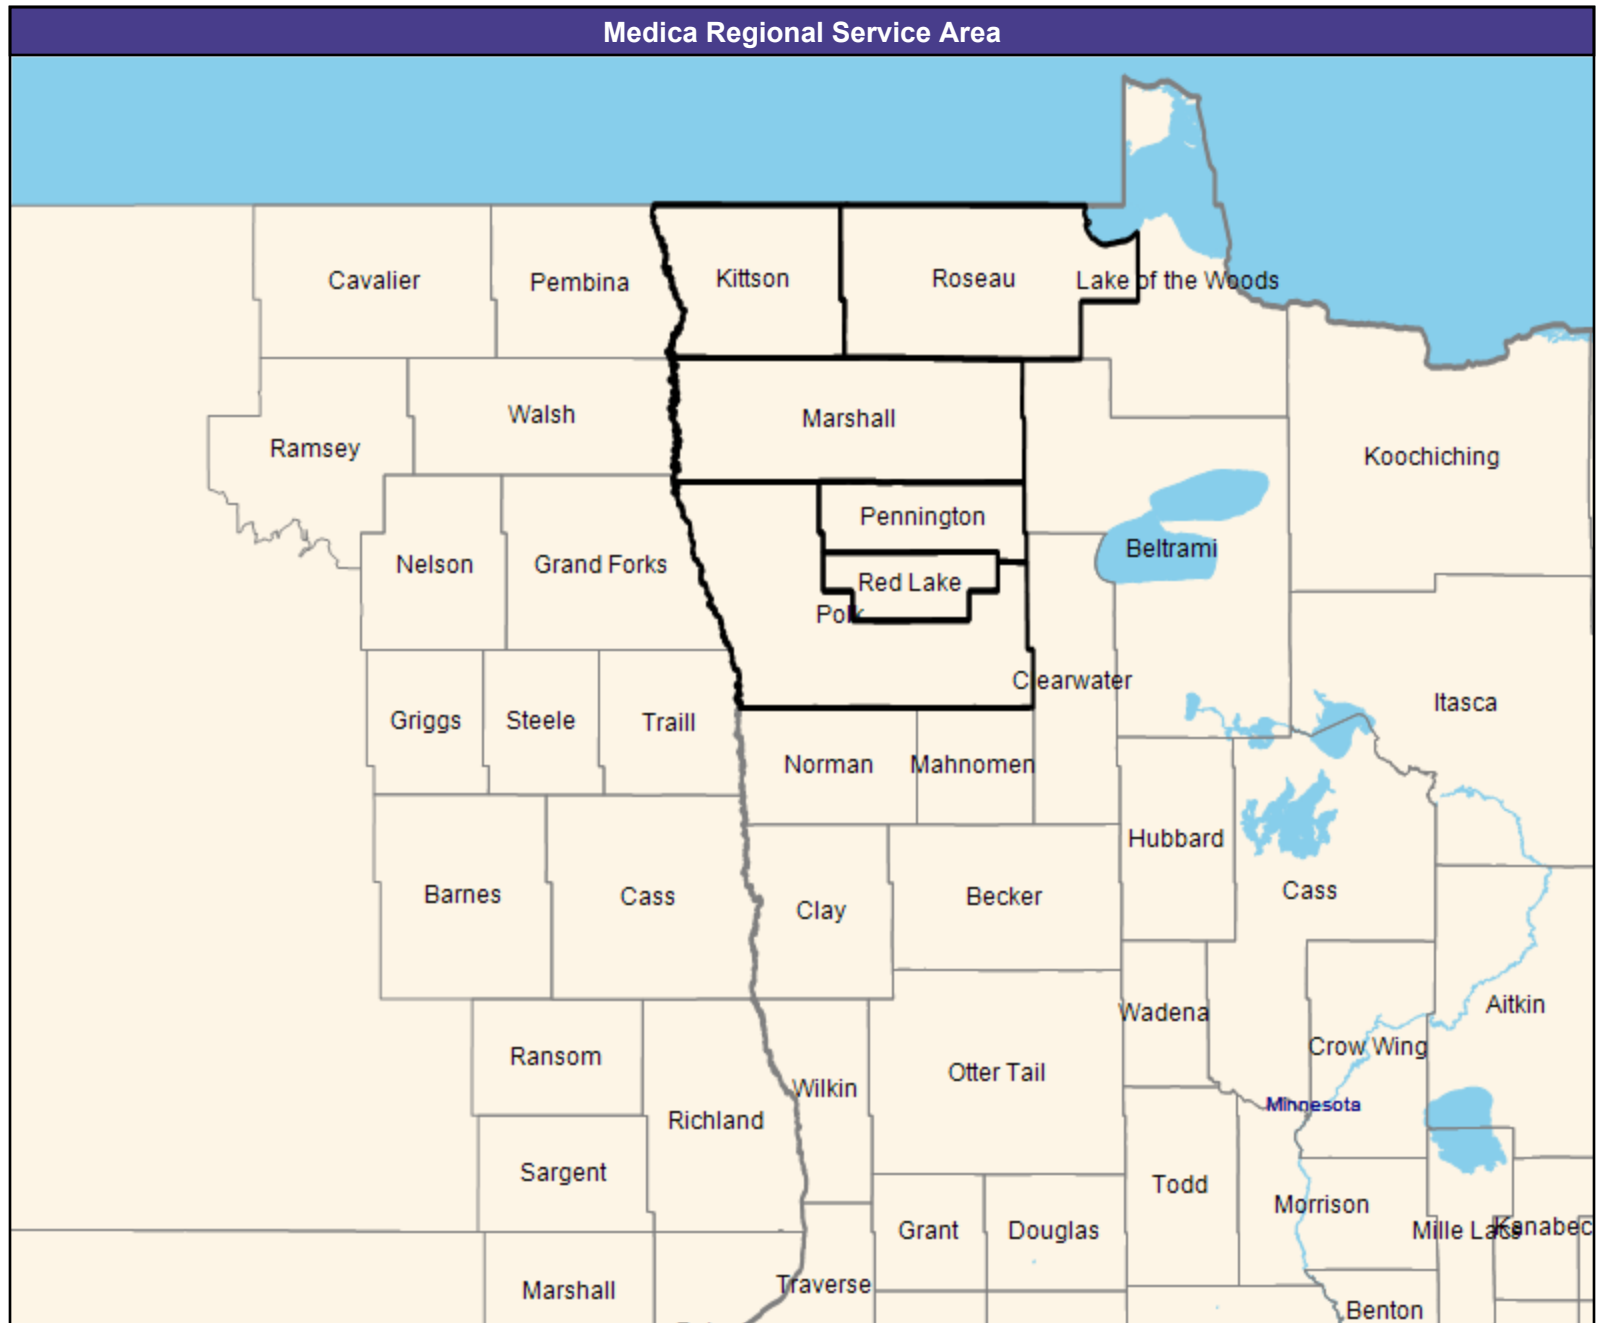 Medica Regional Service Area
Cavalier
Pembina
Kittson
Roseau
Lake of the Woods
Walsh
Marshall
Ramsey
Koochiching
Pennington
Nelson
Grand Forks
Beltrami
Red Lake
Polk
Clearwater
Griggs
Steele
Traill
Itasca
Norman
Mahnomen
Hubbard
Barnes
Cass
Clay
Becker
Cass
Wadena
Aitkin
Ransom
Otter Tail
Crow Wing
Wilkin
Minnesota
Richland
Sargent
Todd
Morrison
Grant
Douglas
Mille Lacs
Kanabec
Marshall
Traverse
Benton